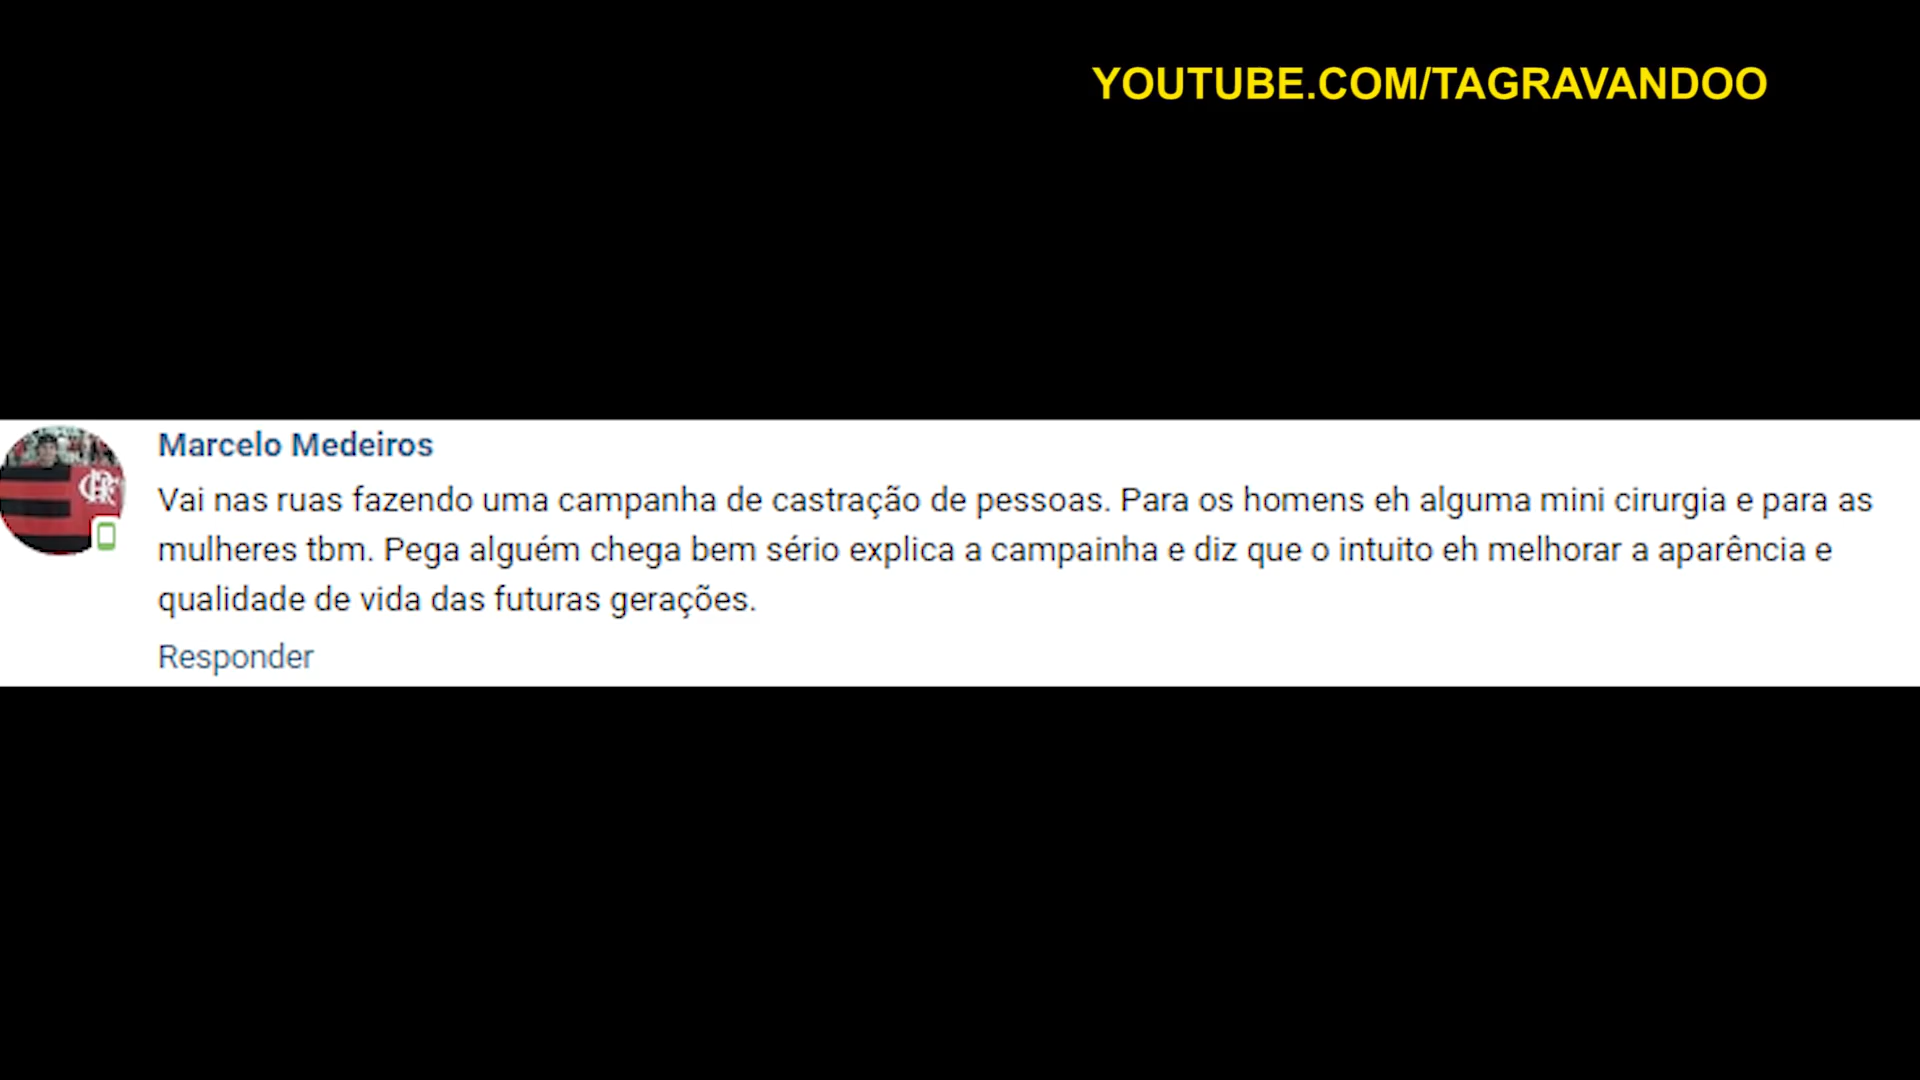 YOUTUBE.COM/TAGRAVANDOO
Marcelo Medeiros
Vai nas ruas fazendo uma campanha de castração de pessoas. Para os homens eh alguma mini cirurgia e para as
mulheres tbm. Pega alguém chega bem sério explica a campainha e diz que o intuito eh melhorar a aparência e
qualidade de vida das futuras gerações.
Responder